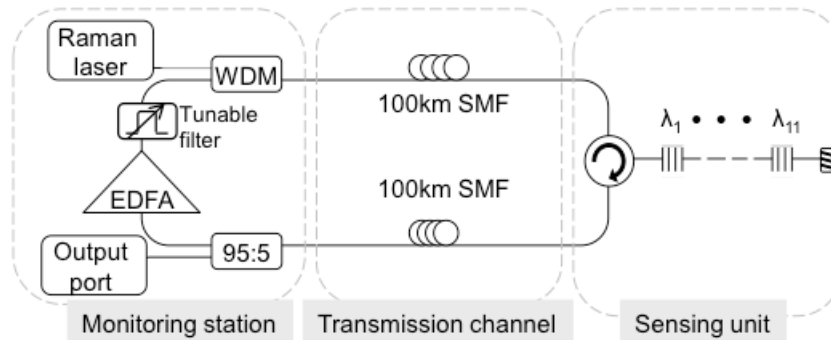 Raman
laser
WDM
100km SMF
Tunable
filter
λ1 • • • λ11
100km SMF
EDFA
Output
port
95:5
Monitoring station
Transmission channel
Sensing unit